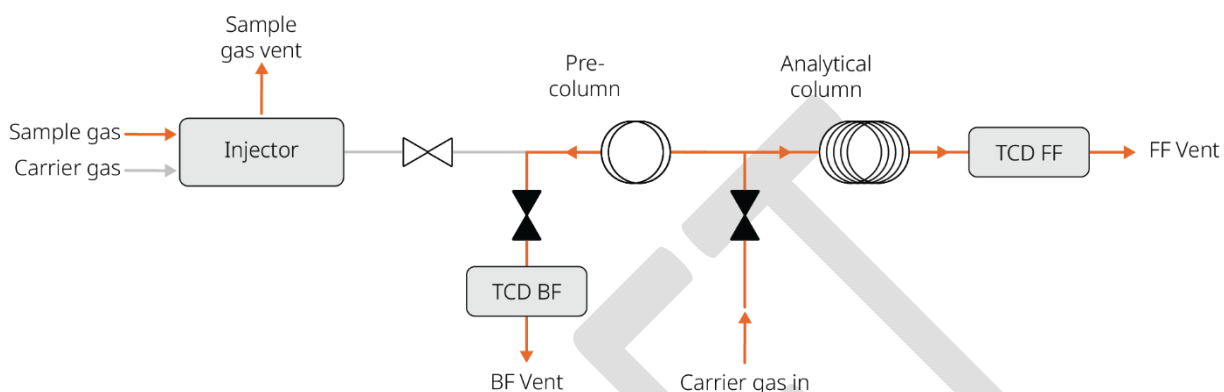 Sample
gas vent
Pre-
column
Analytical
column
Sample gas
Carrier gas
Injector
TCD FF
FF Vent
TCD BF
BF Vent
Carrier gas in